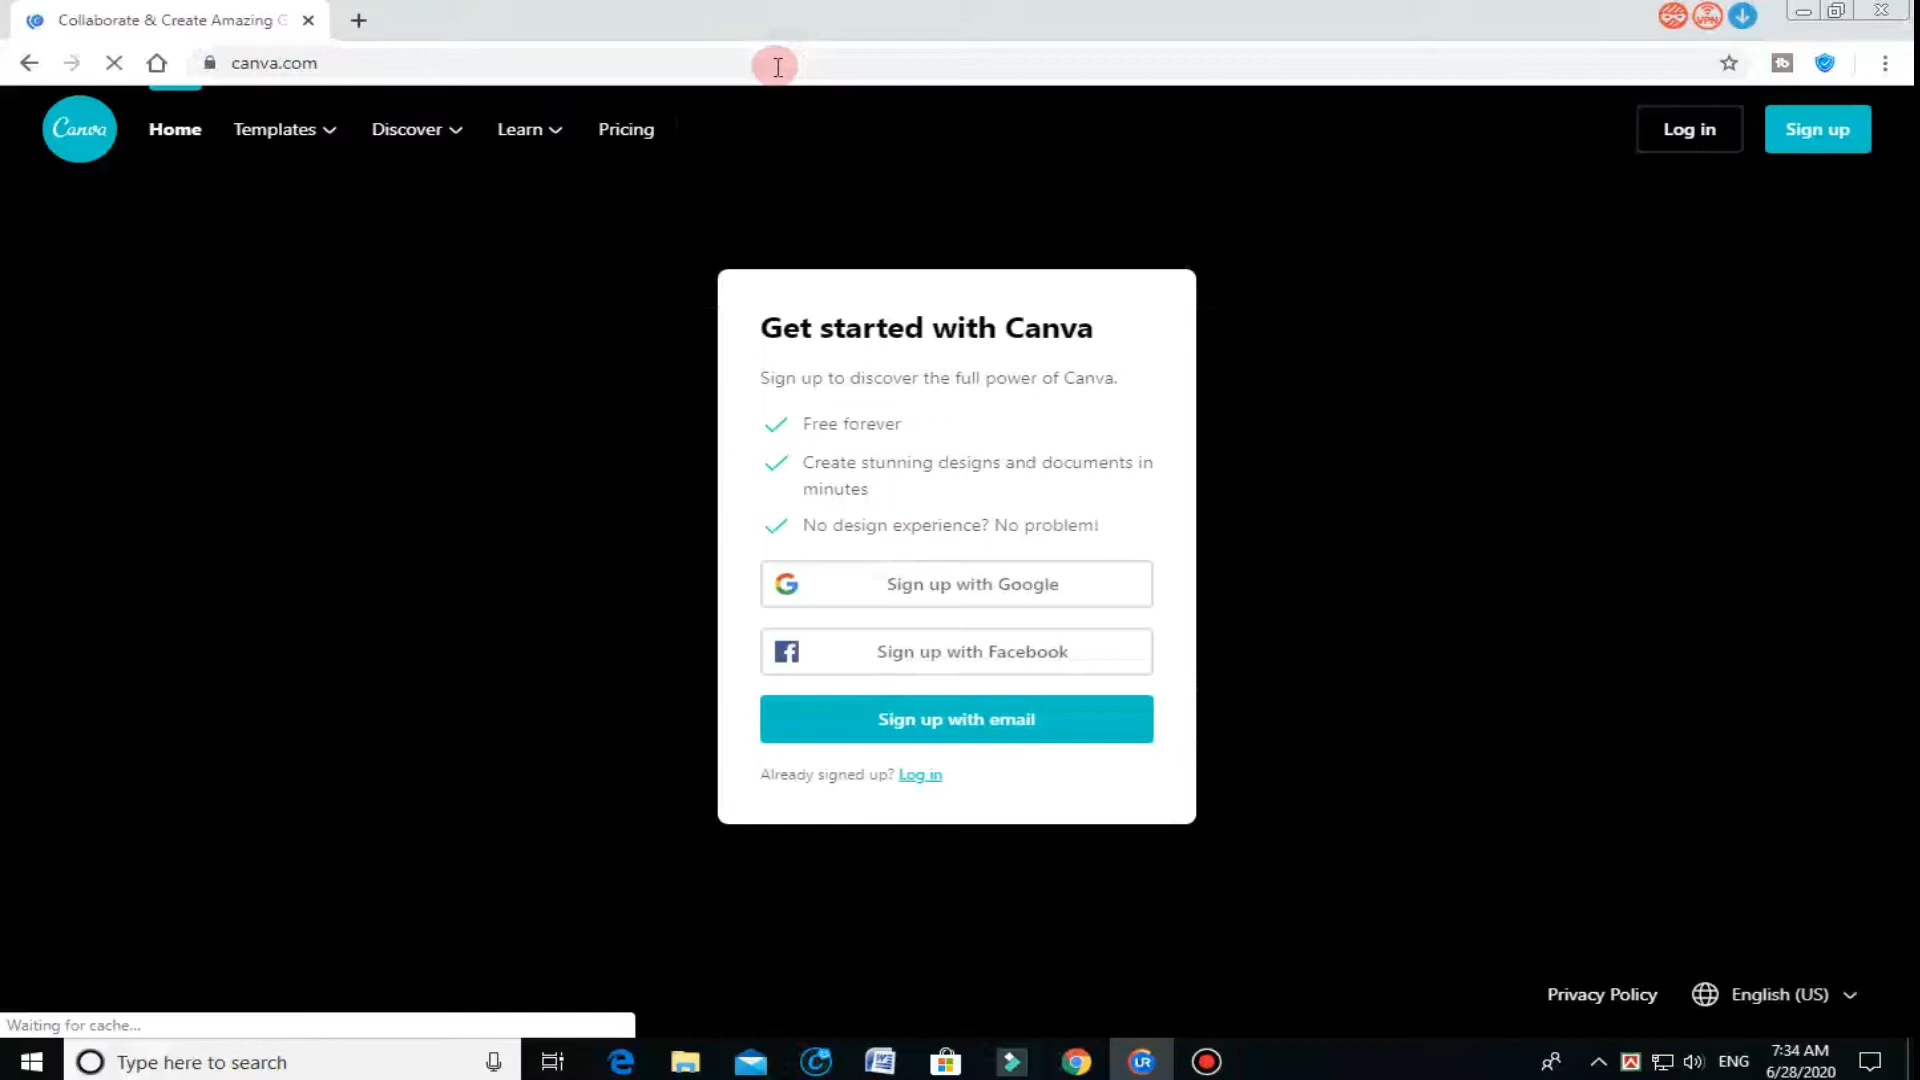 Collaborate & Create Amazing G
canva.com
VPN
tb
Canva
Home
Templates
Discover
Learn
Pricing
Log in
Sign up
Get started with Canva
Sign up to discover the full power of Canva.
Free forever
Create stunning designs and documents in
minutes
No design experience? No problem!
Sign up with Google
Sign up with Facebook
Sign up with email
Already signed up? Log in
Privacy Policy
English (US)
Waiting for cache...
Type here to search
UR
ENG
7:34 AM
6/28/2020